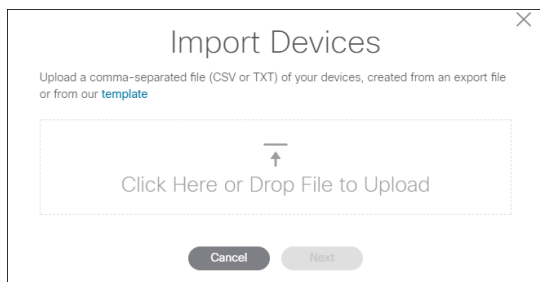 Import Devices
Upload a comma-separated file (CSV or TXT) of your devices, created from an export file
or from our template
Click Here or Drop File to Upload
Cancel Next